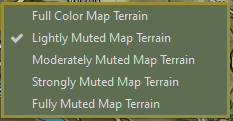 Full Color Map Terrain
Lightly Muted Map Terrain
Moderately Muted Map Terrain
Strongly Muted Map Terrain
Fully Muted Map Terrain